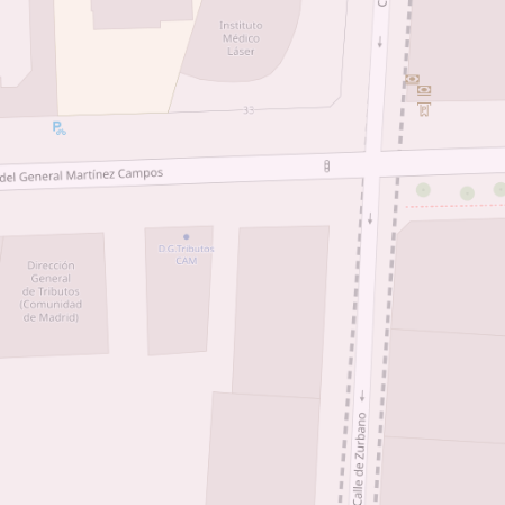 Instituto
Médico
Láser
33
del General Martínez Campos
D.G.Tributos
CAM
Dirección
General
de Tributos
(Comunidad
de Madrid)
Calle de Zurbano